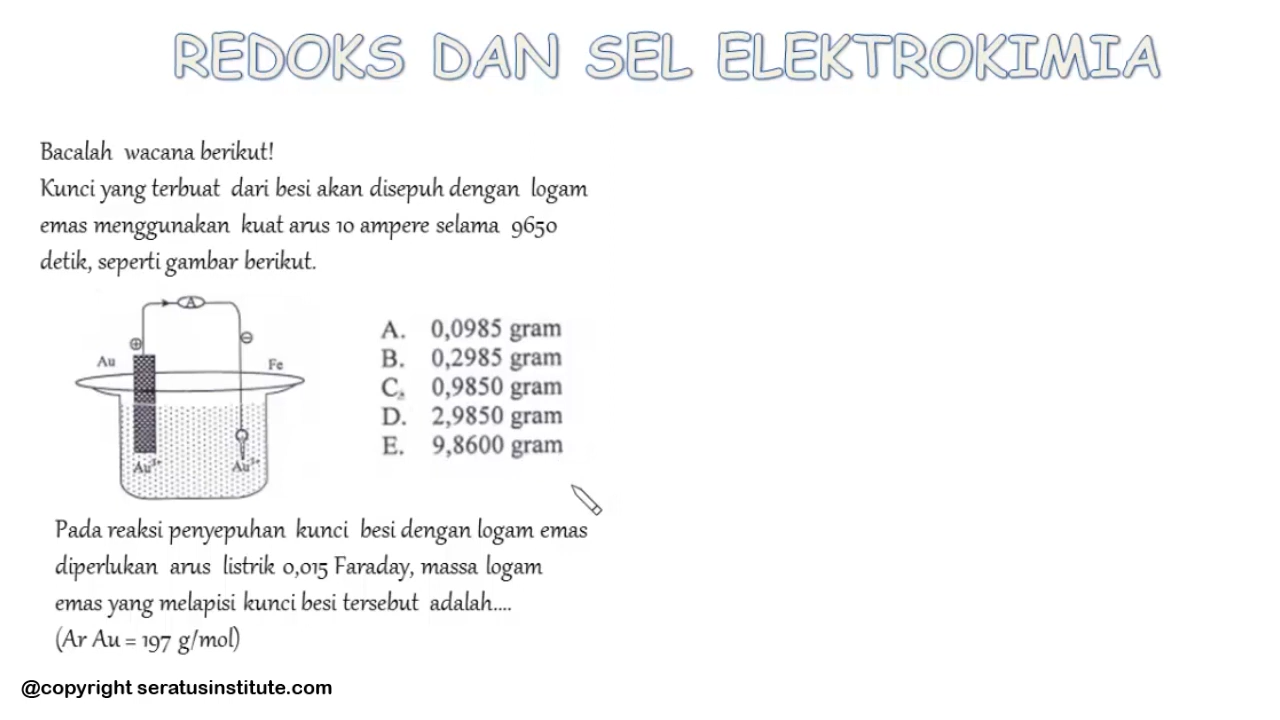 REDOKS DAN SEL ELEKTROKIMIA
Bacalah wacana berikut!
Kunci yang terbuat dari besi akan disepuh dengan logam
emas menggunakan kuat arus 10 ampere selama 9650
detik, seperti gambar berikut.
A
⊕
⊖
Au
Fe
Au³⁺
Au³⁺
A. 0,0985 gram
B. 0,2985 gram
C. 0,9850 gram
D. 2,9850 gram
E. 9,8600 gram
Pada reaksi penyepuhan kunci besi dengan logam emas
diperlukan arus listrik 0,015 Faraday, massa logam
emas yang melapisi kunci besi tersebut adalah....
(Ar Au = 197 g/mol)
@copyright seratusinstitute.com